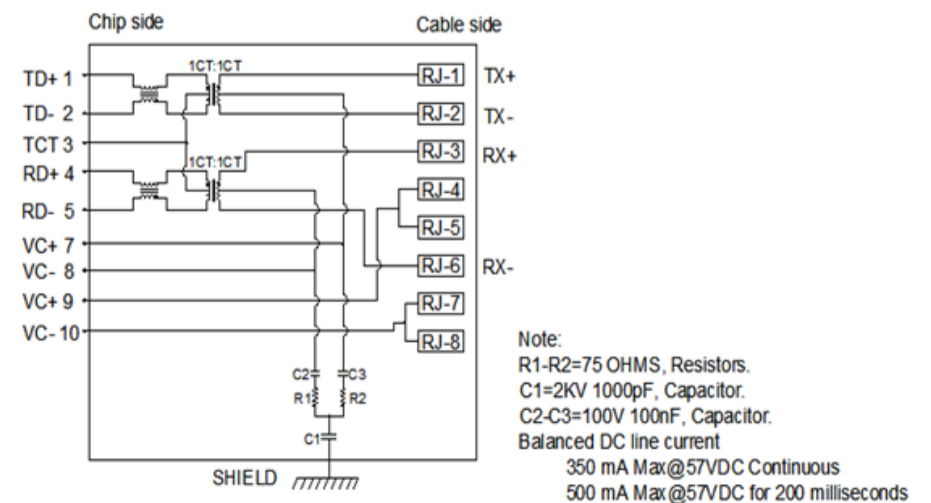 Chip side
Cable side
TD+ 1
1CT:1CT
RJ-1
TX+
TD- 2
RJ-2
TX-
TCT 3
RJ-3
RX+
RD+ 4
1CT:1CT
RJ-4
RD- 5
RJ-5
VC+ 7
RJ-6
RX-
VC- 8
VC+ 9
RJ-7
VC- 10
RJ-8
C2
C3
R1
R2
C1
SHIELD
Note:
R1-R2=75 OHMS, Resistors.
C1=2KV 1000pF, Capacitor.
C2-C3=100V 100nF, Capacitor.
Balanced DC line current
350 mA Max@57VDC Continuous
500 mA Max@57VDC for 200 milliseconds